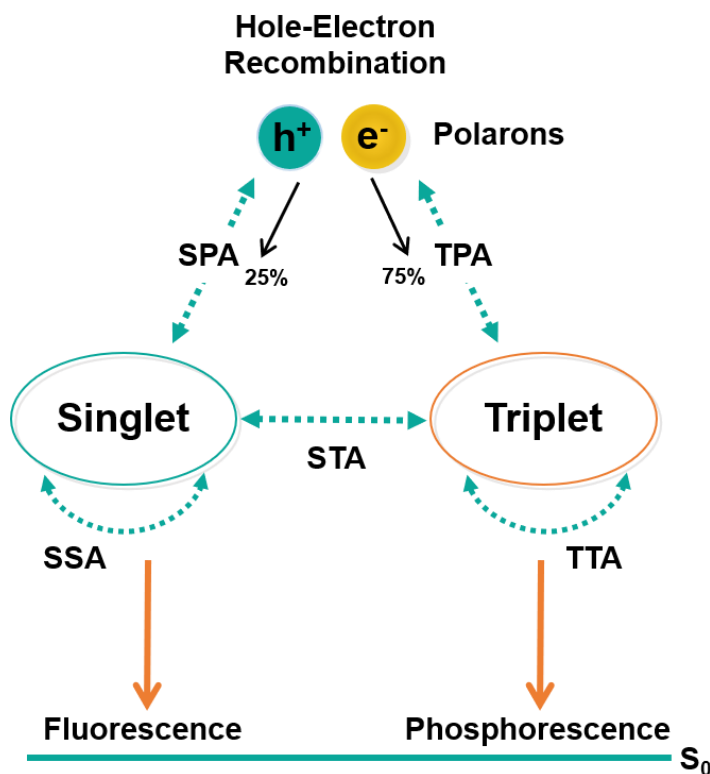 Hole-Electron
Recombination
h⁺ e⁻ Polarons
SPA 25% 75% TPA
Singlet Triplet
STA
SSA TTA
Fluorescence Phosphorescence
S₀